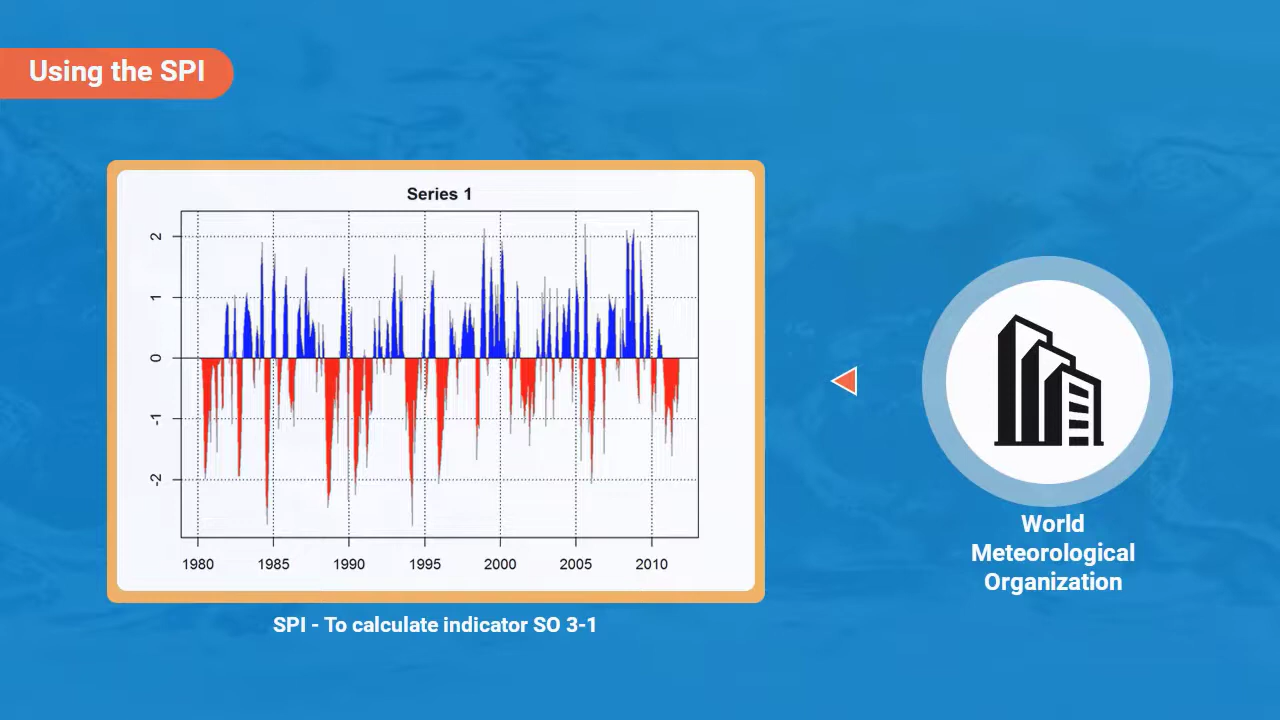 Using the SPI
Series 1
2
1
0
-1
-2
1980 1985 1990 1995 2000 2005 2010
SPI - To calculate indicator SO 3-1
World
Meteorological
Organization